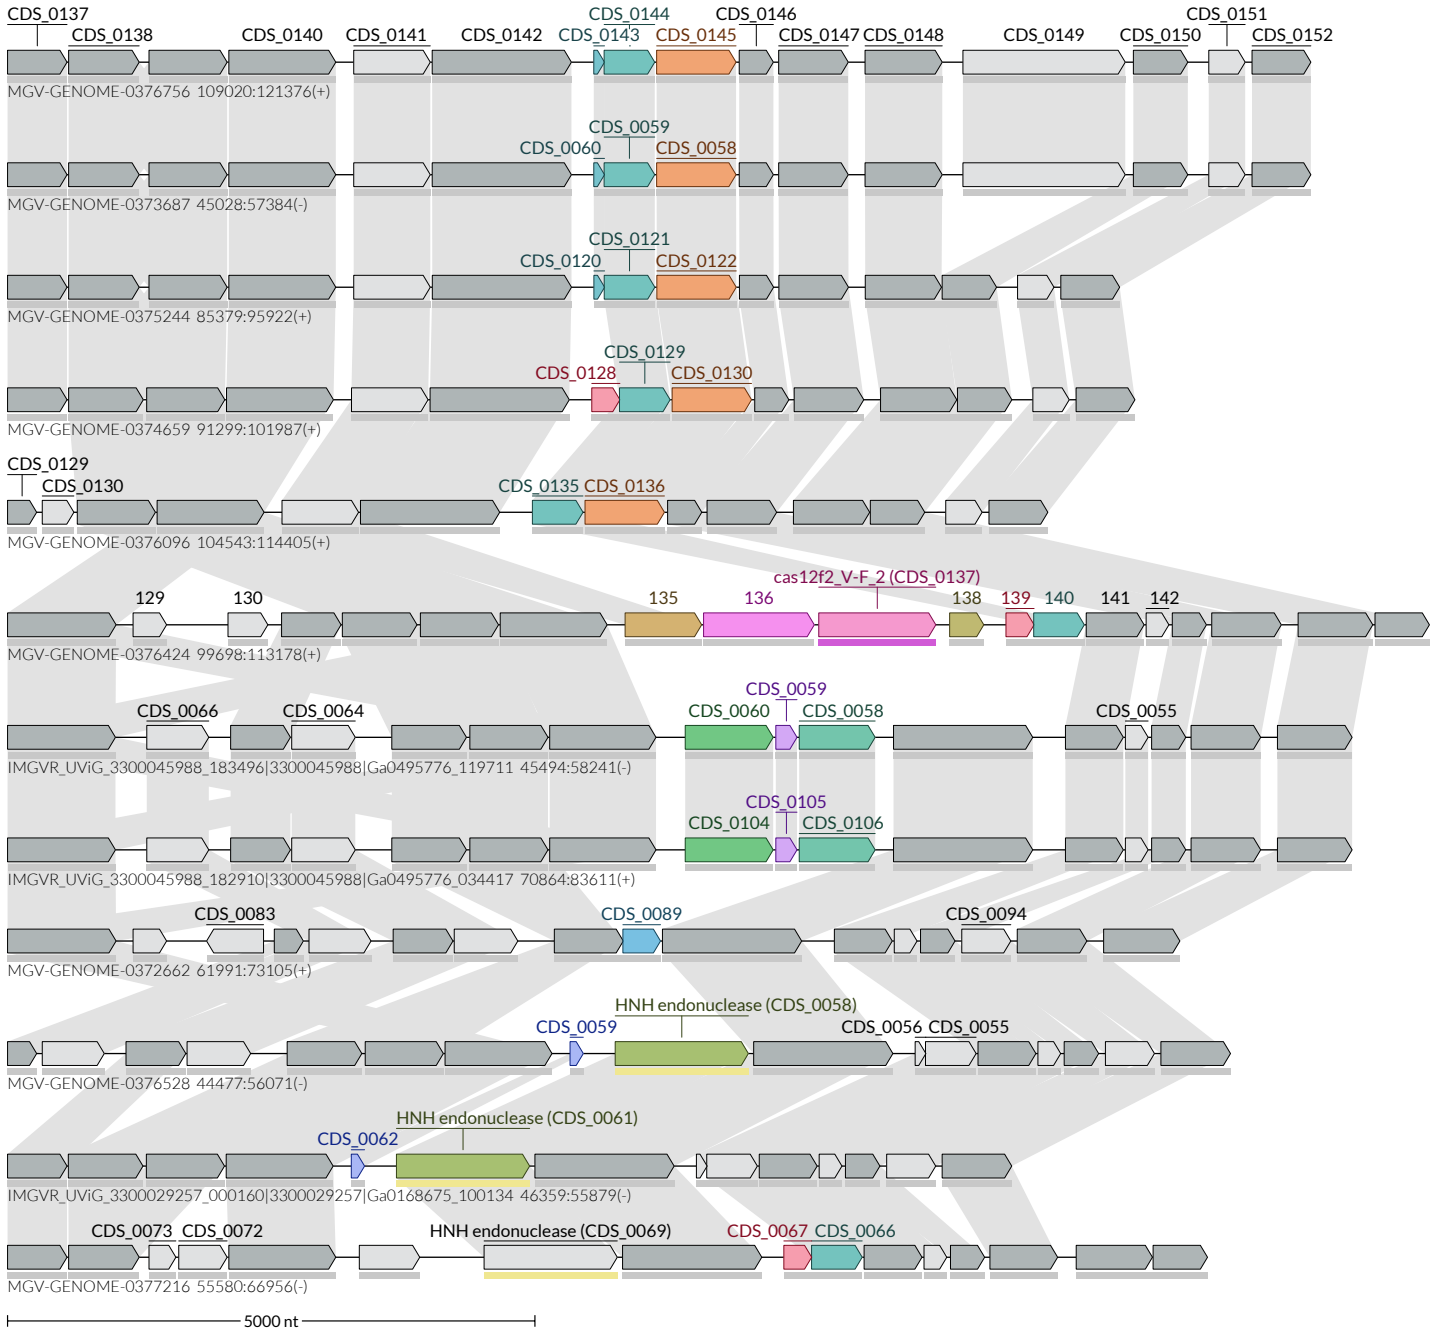 CDS_0137 CDS_0144 CDS_0146 CDS_0151
CDS_0138 CDS_0140 CDS_0141 CDS_0142 CDS_0143 CDS_0145 CDS_0147 CDS_0148 CDS_0149 CDS_0150 CDS_0152
MGV-GENOME-0376756 109020:121376(+)
CDS_0059
CDS_0060 CDS_0058
MGV-GENOME-0373687 45028:57384(-)
CDS_0121
CDS_0120 CDS_0122
MGV-GENOME-0375244 85379:95922(+)
CDS_0129
CDS_0128 CDS_0130
MGV-GENOME-0374659 91299:101987(+)
CDS_0129
CDS_0130 CDS_0135 CDS_0136
MGV-GENOME-0376096 104543:114405(+)
cas12f2_V-F_2 (CDS_0137)
129 130 135 136 138 139 140 141 142
MGV-GENOME-0376424 99698:113178(+)
CDS_0059
CDS_0066 CDS_0064 CDS_0060 CDS_0058 CDS_0055
IMGVR_UViG_3300045988_183496|3300045988|Ga0495776_119711 45494:58241(-)
CDS_0105
CDS_0104 CDS_0106
IMGVR_UViG_3300045988_182910|3300045988|Ga0495776_034417 70864:83611(+)
CDS_0083 CDS_0089 CDS_0094
MGV-GENOME-0372662 61991:73105(+)
HNH endonuclease (CDS_0058)
CDS_0059 CDS_0056 CDS_0055
MGV-GENOME-0376528 44477:56071(-)
HNH endonuclease (CDS_0061)
CDS_0062
IMGVR_UViG_3300029257_000160|3300029257|Ga0168675_100134 46359:55879(-)
CDS_0073 CDS_0072 HNH endonuclease (CDS_0069) CDS_0067 CDS_0066
MGV-GENOME-0377216 55580:66956(-)
5000 nt